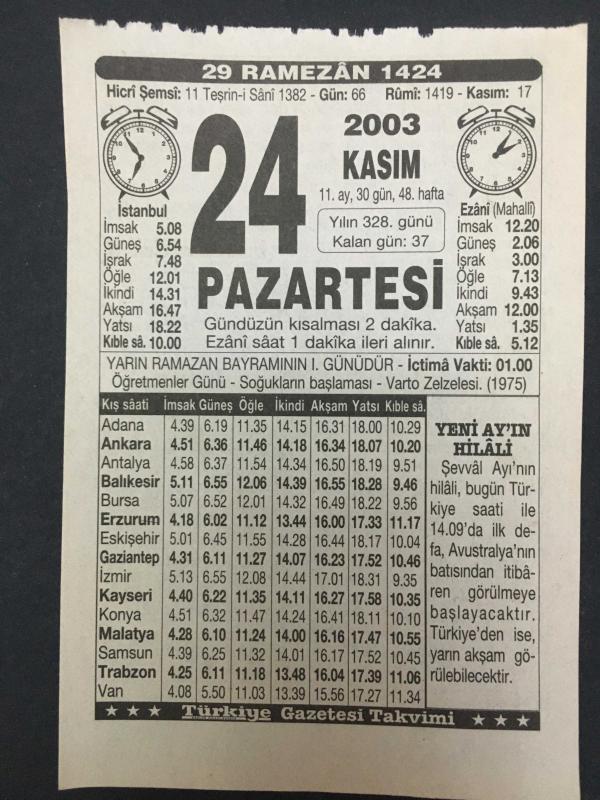 29 RAMEZÂN 1424
Hicrî Şemsî: 11 Teşrin-i Sânî 1382 - Gün: 66 Rûmî: 1419 - Kasım: 17
24
2003
KASIM
11. ay, 30 gün, 48. hafta
Yılın 328. günü
Kalan gün: 37
PAZARTESİ
Gündüzün kısalması 2 dakîka.
Ezânî sâat 1 dakîka ileri alınır.
İstanbul
İmsak 5.08
Güneş 6.54
İşrak 7.48
Öğle 12.01
İkindi 14.31
Akşam 16.47
Yatsı 18.22
Kıble sâ. 10.00
Ezânî (Mahallî)
İmsak 12.20
Güneş 2.06
İşrak 3.00
Öğle 7.13
İkindi 9.43
Akşam 12.00
Yatsı 1.35
Kıble sâ. 5.12
YARIN RAMAZAN BAYRAMININ I. GÜNÜDÜR - İctimâ Vakti: 01.00
Öğretmenler Günü - Soğukların başlaması - Varto Zelzelesi. (1975)
Kış sâati İmsak Güneş Öğle İkindi Akşam Yatsı Kıble sâ.
Adana 4.39 6.19 11.35 14.15 16.31 18.00 10.29
Ankara 4.51 6.36 11.46 14.18 16.34 18.07 10.20
Antalya 4.58 6.37 11.54 14.34 16.50 18.19 9.51
Balıkesir 5.11 6.55 12.06 14.39 16.55 18.28 9.46
Bursa 5.07 6.52 12.01 14.32 16.49 18.22 9.56
Erzurum 4.18 6.02 11.12 13.44 16.00 17.33 11.17
Eskişehir 5.01 6.45 11.55 14.28 16.44 18.17 10.04
Gaziantep 4.31 6.11 11.27 14.07 16.23 17.52 10.46
İzmir 5.13 6.55 12.08 14.44 17.01 18.31 9.35
Kayseri 4.40 6.22 11.35 14.11 16.27 17.58 10.35
Konya 4.51 6.32 11.47 14.24 16.41 18.11 10.10
Malatya 4.28 6.10 11.24 14.00 16.16 17.47 10.55
Samsun 4.39 6.25 11.32 14.01 16.17 17.52 10.45
Trabzon 4.25 6.11 11.18 13.48 16.04 17.39 11.06
Van 4.08 5.50 11.03 13.39 15.56 17.27 11.34
YENİ AY'IN
HİLÂLİ
Şevvâl Ayı'nın
hilâli, bugün Tür-
kiye saati ile
14.09'da ilk de-
fa, Avustralya'nın
batısından itibâ-
ren görülmeye
başlayacaktır.
Türkiye'den ise,
yarın akşam gö-
rülebilecektir.
Türkiye Gazetesi Takvimi